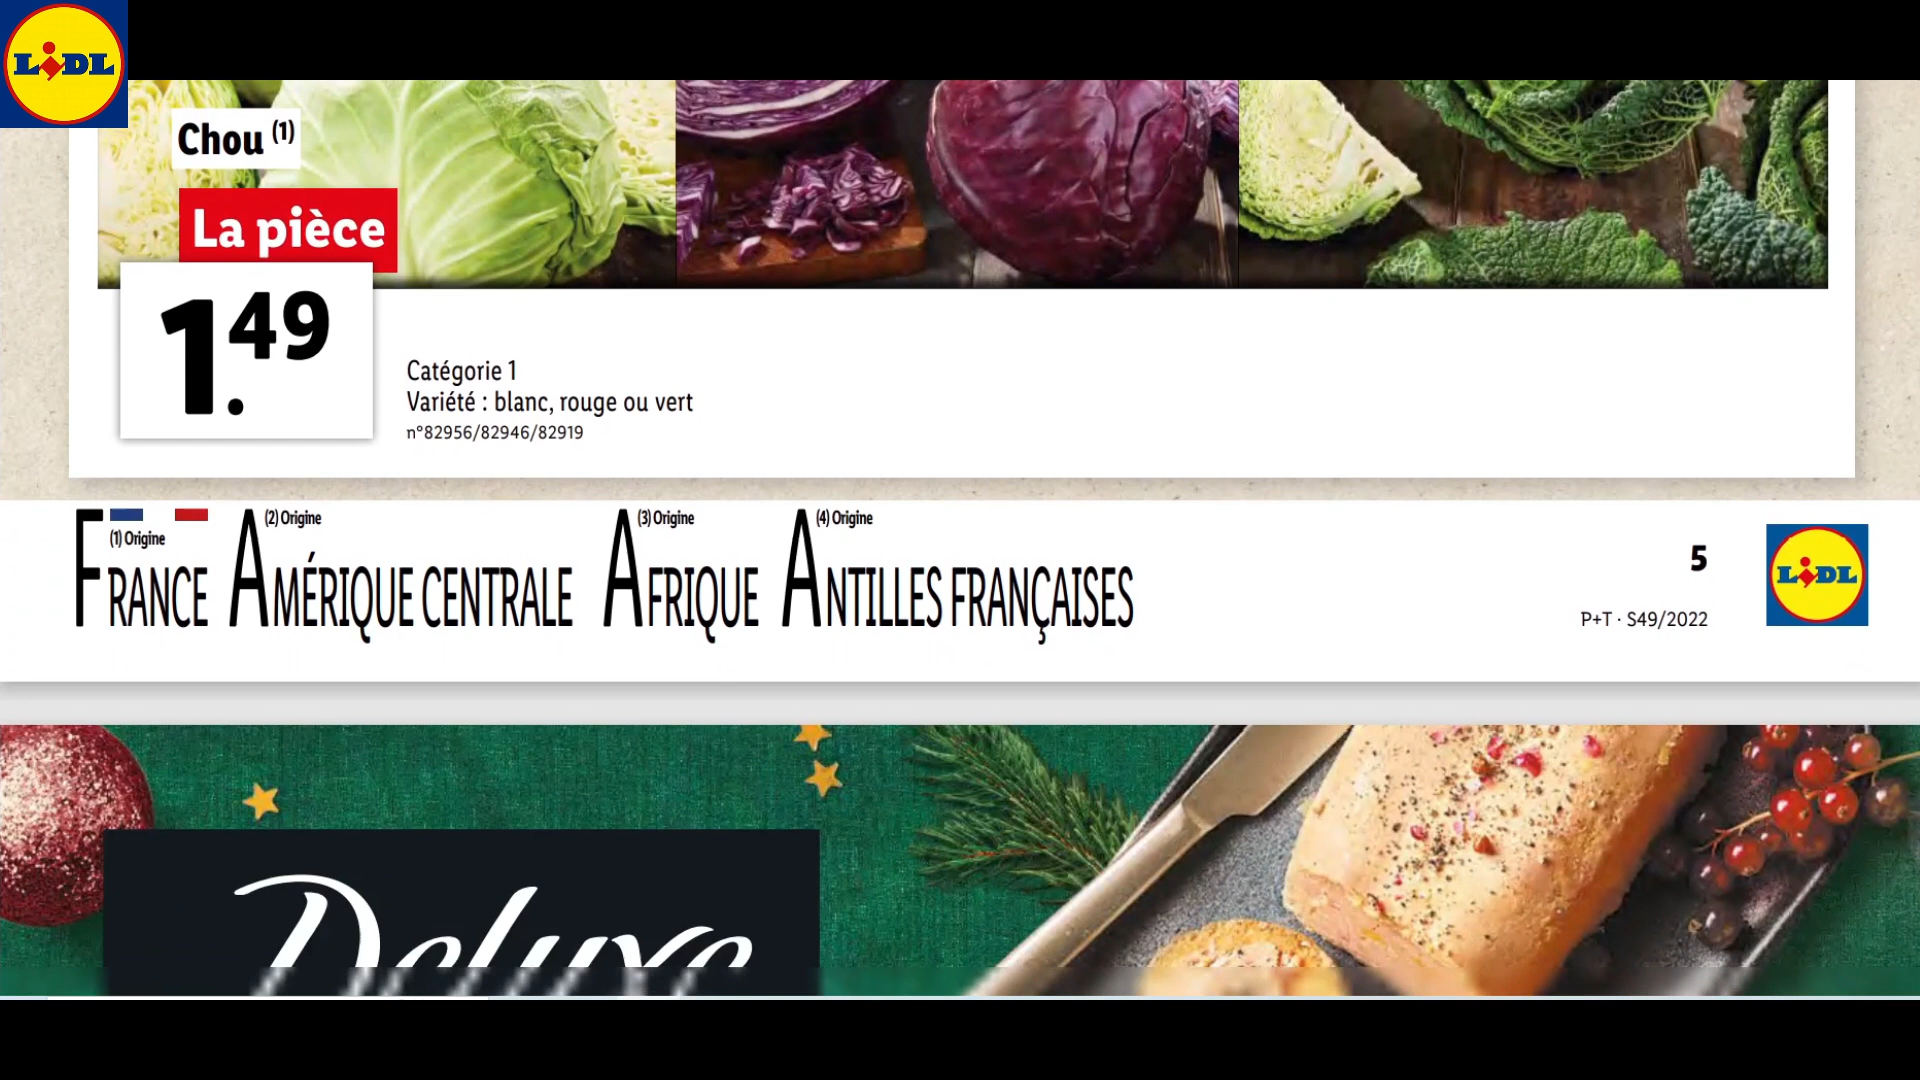 LIDL
Chou (1)
La pièce
1.49
Catégorie 1
Variété : blanc, rouge ou vert
n°82956/82946/82919
(1) Origine
FRANCE
(2) Origine
AMÉRIQUE CENTRALE
(3) Origine
AFRIQUE
(4) Origine
ANTILLES FRANÇAISES
5
P+T · S49/2022
LIDL
Deluxe